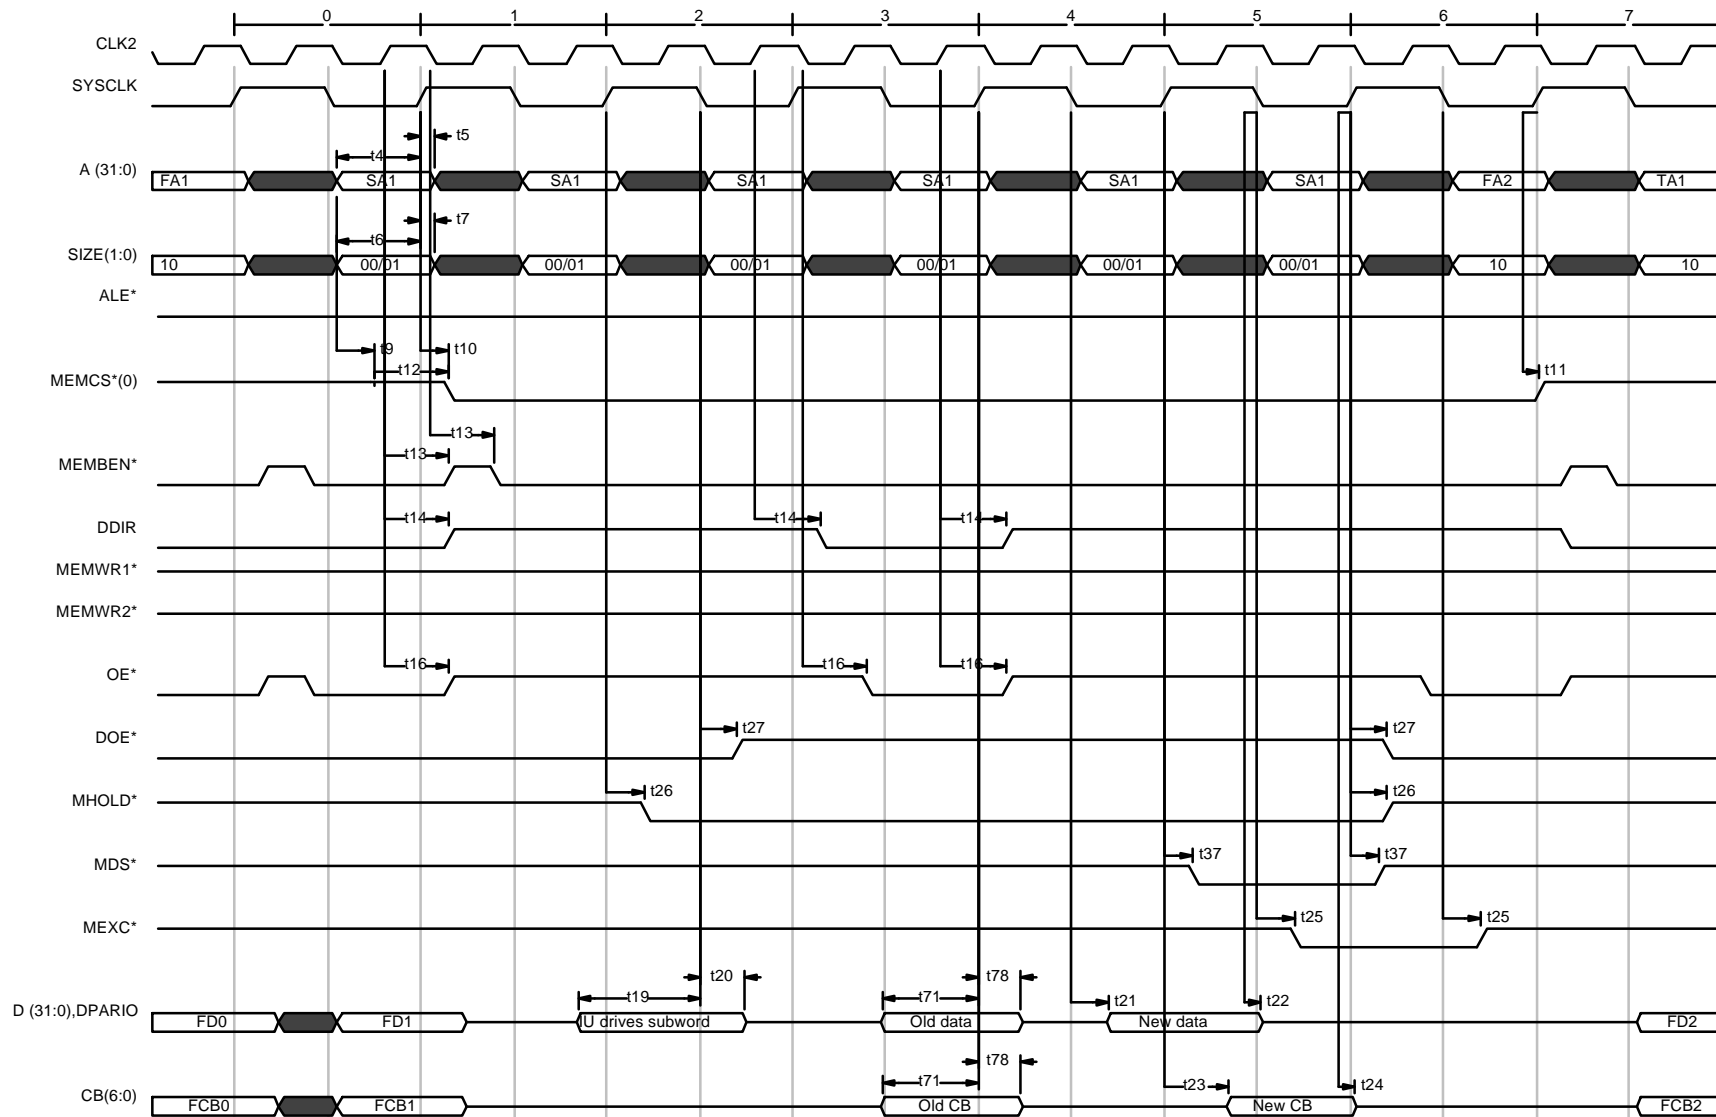 0 1 2 3 4 5 6 7
CLK2
SYSCLK
t5
t4
A (31:0) FA1 SA1 SA1 SA1 SA1 SA1 SA1 FA2 TA1
t7
t6
SIZE(1:0) 10 00/01 00/01 00/01 00/01 00/01 00/01 10 10
ALE*
t9 t10
t12 t11
MEMCS*(0)
t13
t13
MEMBEN*
t14 t14 t14
DDIR
MEMWR1*
MEMWR2*
t16 t16 t16
OE*
t27 t27
DOE*
t26 t26
MHOLD*
t37 t37
MDS*
t25 t25
MEXC*
t20 t78
t19 t71 t21 t22
D (31:0),DPARIO FD0 FD1 IU drives subword Old data New data FD2
t78
t71 t23 t24
CB(6:0) FCB0 FCB1 Old CB New CB FCB2